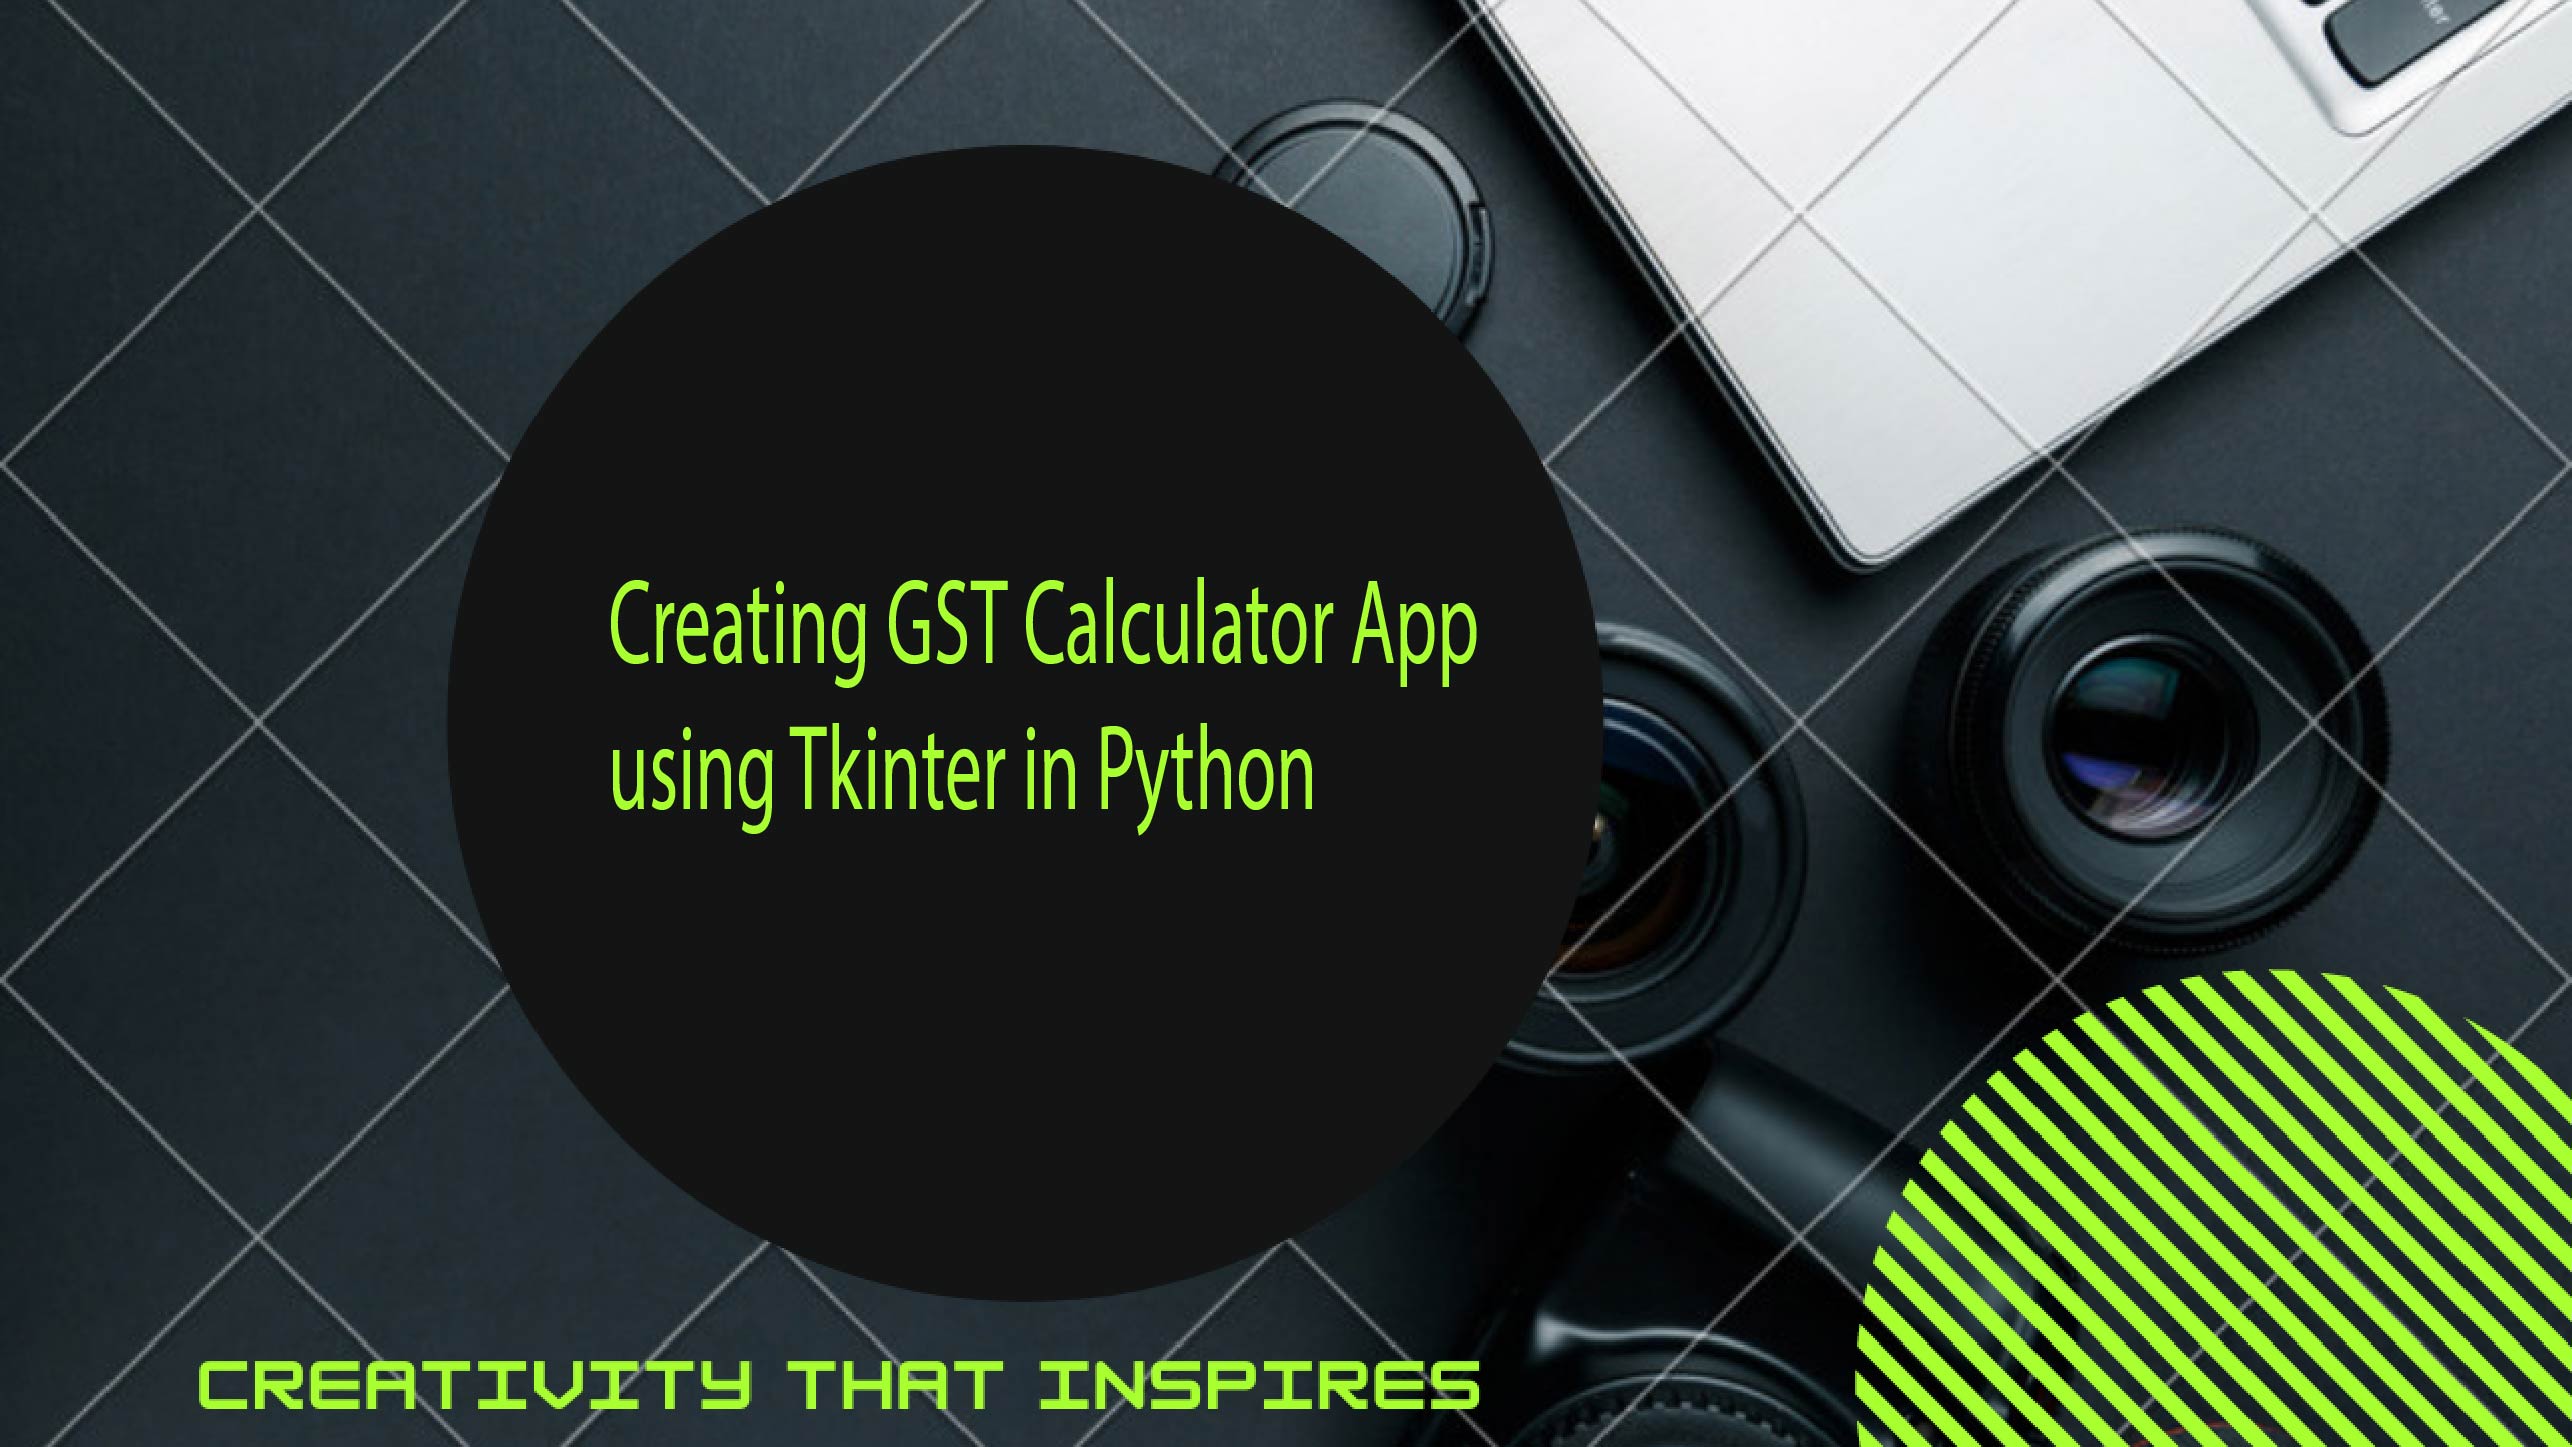 Creating GST Calculator App
using Tkinter in Python
CREATIVITY THAT INSPIRES